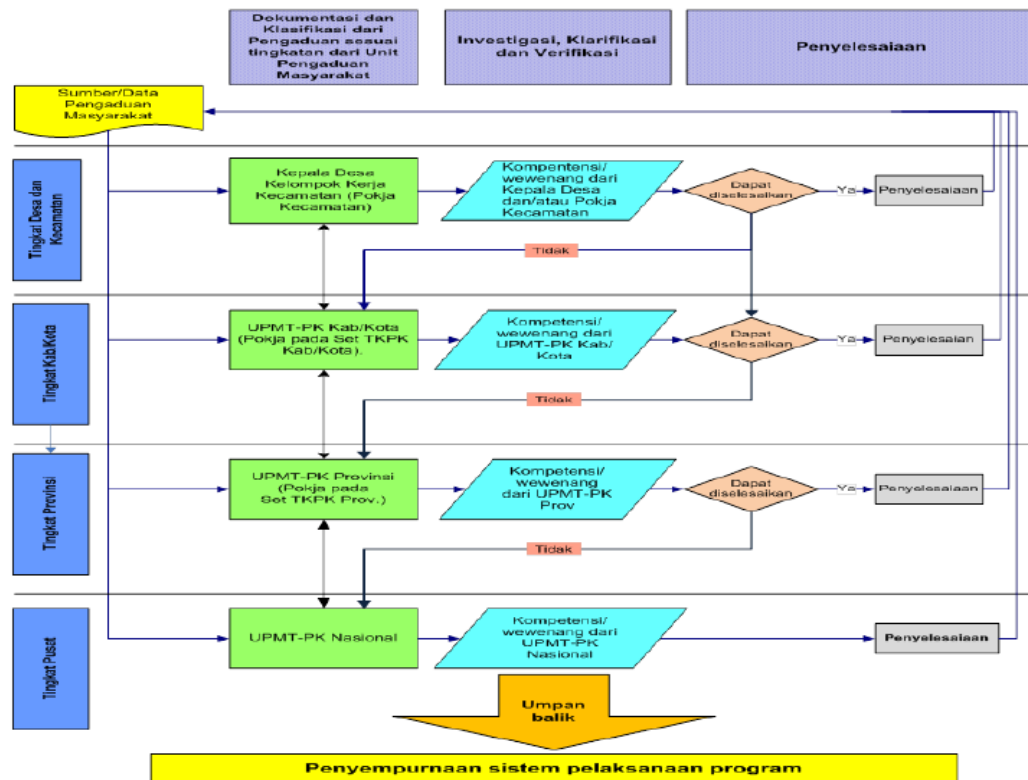 Dokumentasi dan
Klasifikasi dari
Pengaduan sesuai
tingkatan dari Unit
Pengaduan
Masyarakat
Investigasi, Klarifikasi
dan Verifikasi
Penyelesaiaan
Sumber/Data
Pengaduan
Masyarakat
Tingkat Desa dan
Kecamatan
Kepala Desa
Kelompok Kerja
Kecamatan (Pokja
Kecamatan)
Kompentensi/
wewenang dari
Kepala Desa
dan/atau Pokja
Kecamatan
Dapat
diselesaikan
Ya
Penyelesaiaan
Tidak
Tingkat Kab/Kota
UPMT-PK Kab/Kota
(Pokja pada Set TKPK
Kab/Kota).
Kompetensi/
wewenang dari
UPMT-PK Kab/
Kota
Dapat
diselesaikan
Ya
Penyelesaian
Tidak
Tingkat Provinsi
UPMT-PK Provinsi
(Pokja pada
Set TKPK Prov.)
Kompetensi/
wewenang
dari UPMT-PK
Prov
Dapat
diselesaikan
Ya
Penyelesaiaan
Tidak
Tingkat Pusat
UPMT-PK Nasional
Kompetensi/
wewenang dari
UPMT-PK
Nasional
Penyelesaiaan
Umpan
balik
Penyempurnaan sistem pelaksanaan program